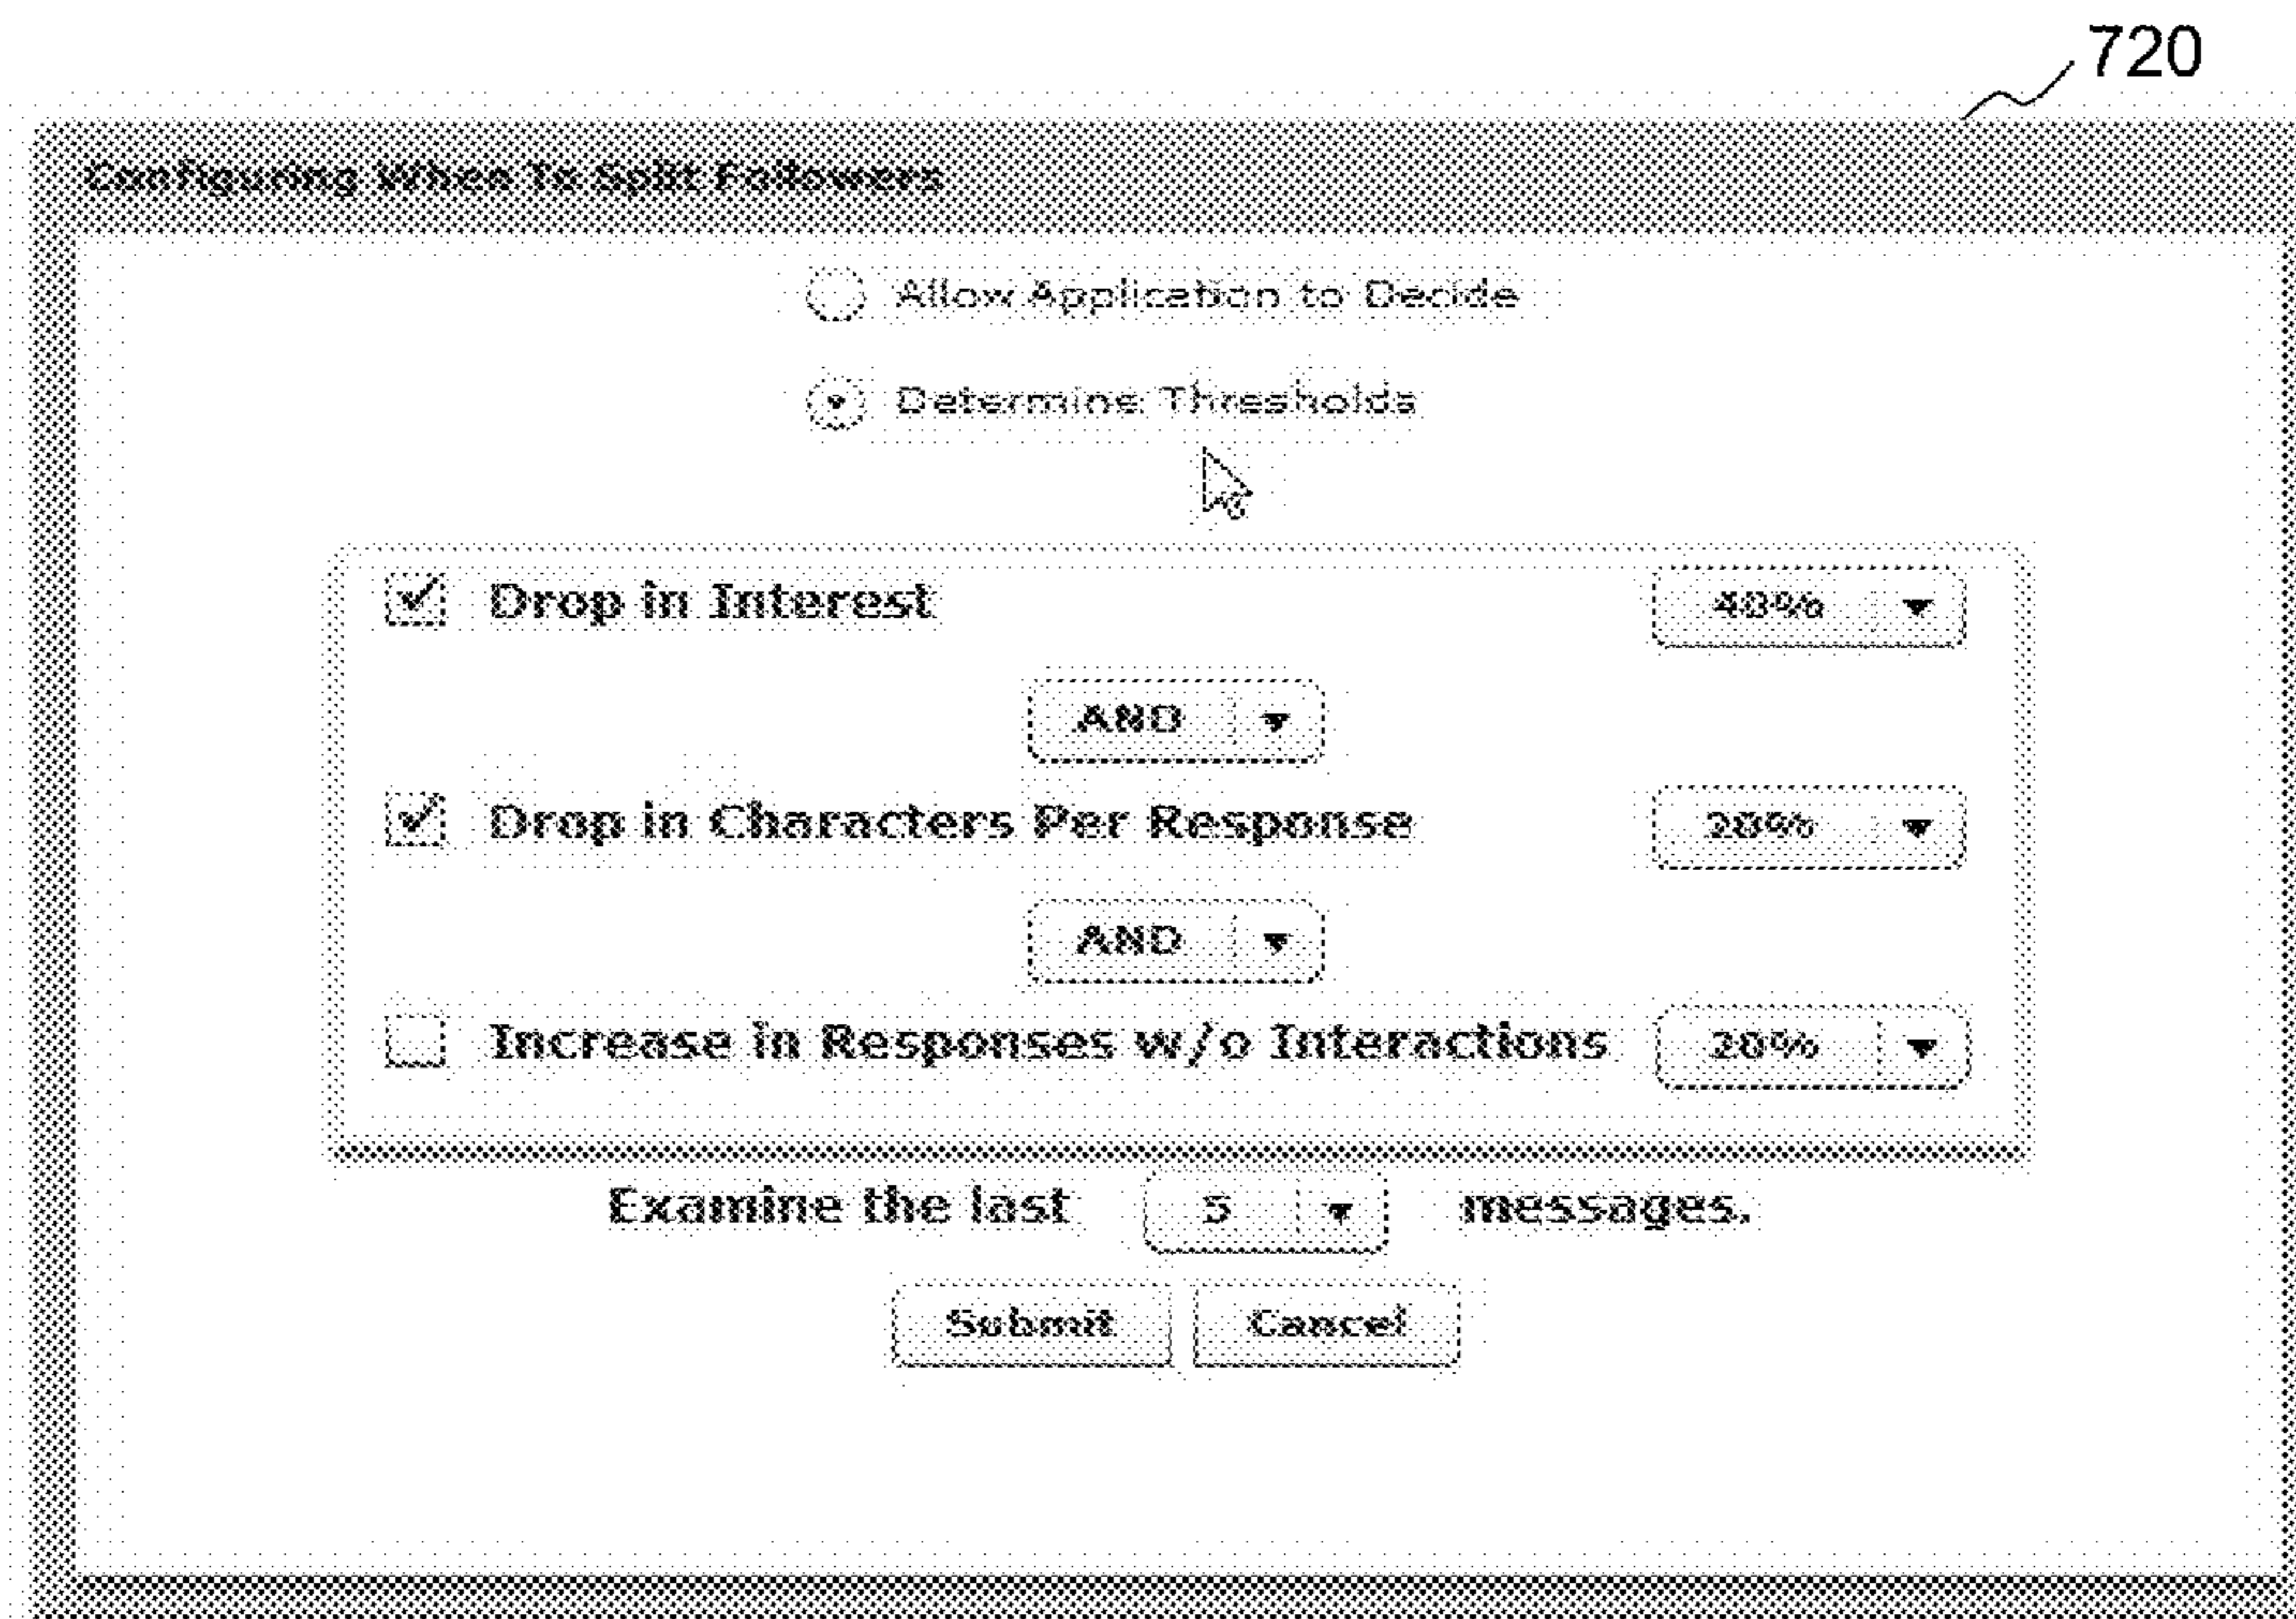 720
Configuring When To Split Followers
Allow Application to Decide
Determine Thresholds
Drop in Interest 40%
AND
Drop in Characters Per Response 20%
AND
Increase in Responses w/o Interactions 20%
Examine the last 5 messages.
Submit Cancel